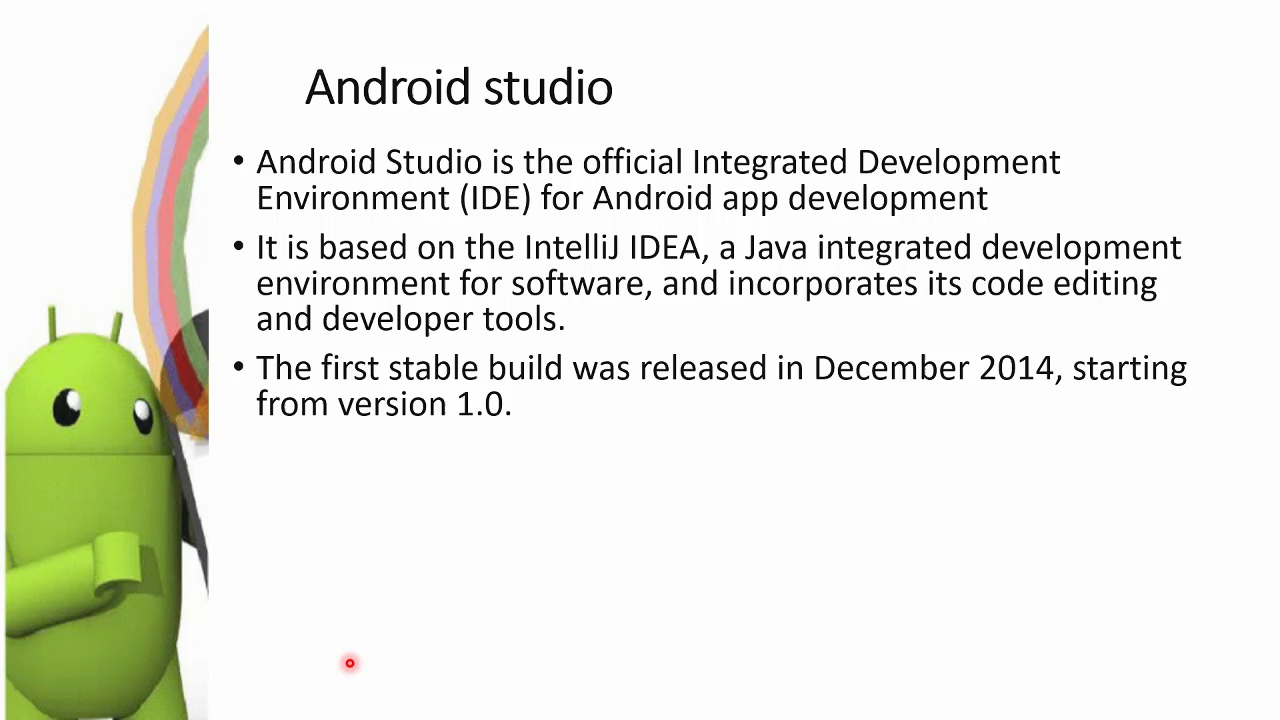 Android studio
• Android Studio is the official Integrated Development
Environment (IDE) for Android app development
• It is based on the IntelliJ IDEA, a Java integrated development
environment for software, and incorporates its code editing
and developer tools.
• The first stable build was released in December 2014, starting
from version 1.0.